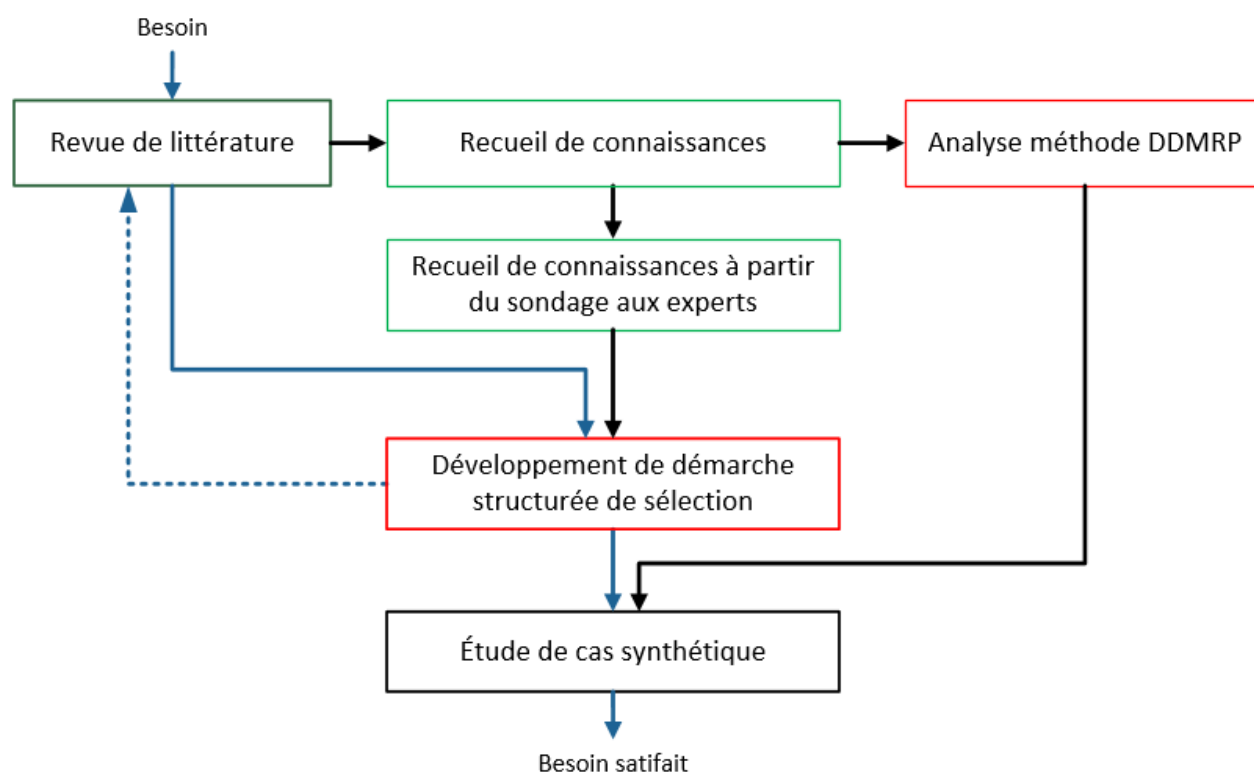 Besoin
Revue de littérature
Recueil de connaissances
Analyse méthode DDMRP
Recueil de connaissances à partir
du sondage aux experts
Développement de démarche
structurée de sélection
Étude de cas synthétique
Besoin satifait